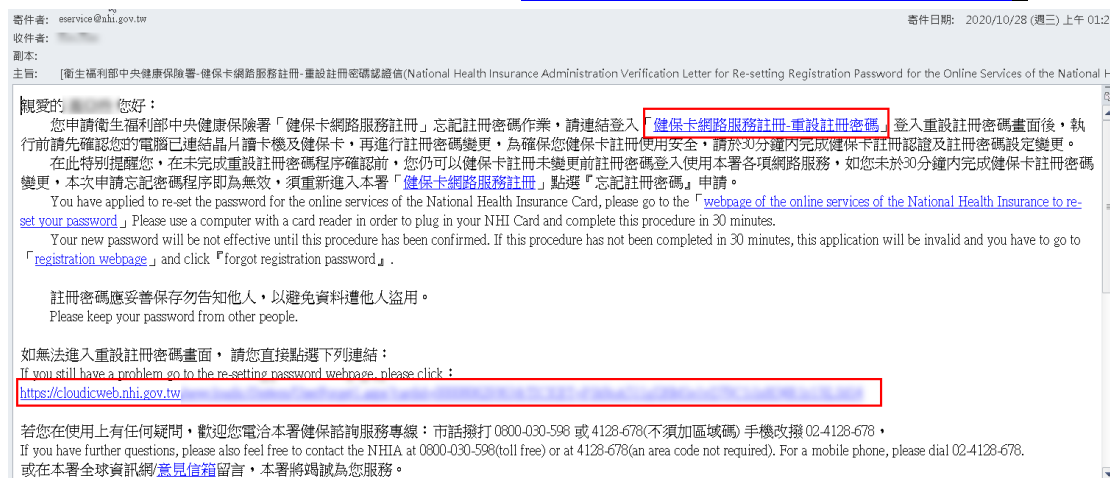 寄件者: eservice@nhi.gov.tw
寄件日期: 2020/10/28 (週三) 上午 01:2
收件者:
副本:
主旨: [衛生福利部中央健康保險署-健保卡網路服務註冊-重設註冊密碼認證信(National Health Insurance Administration Verification Letter for Re-setting Registration Password for the Online Services of the National H
親愛的 您好：
您申請衛生福利部中央健康保險署「健保卡網路服務註冊」忘記註冊密碼作業，請連結登入「健保卡網路服務註冊-重設註冊密碼」登入重設註冊密碼畫面後，執
行前請先確認您的電腦已連結晶片讀卡機及健保卡，再進行註冊密碼變更，為確保您健保卡註冊使用安全，請於30分鐘內完成健保卡註冊認證及註冊密碼設定變更。
在此特別提醒您，在未完成重設註冊密碼程序確認前，您仍可以健保卡註冊未變更前註冊密碼登入使用本署各項網路服務，如您未於30分鐘內完成健保卡註冊密碼
變更，本次申請忘記密碼程序即為無效，須重新進入本署「健保卡網路服務註冊」點選『忘記註冊密碼』申請。
You have applied to re-set the password for the online services of the National Health Insurance Card, please go to the「webpage of the online services of the National Health Insurance to re-
set your password」Please use a computer with a card reader in order to plug in your NHI Card and complete this procedure in 30 minutes.
Your new password will be not effective until this procedure has been confirmed. If this procedure has not been completed in 30 minutes, this application will be invalid and you have to go to
「registration webpage」and click『forgot registration password』.
註冊密碼應妥善保存勿告知他人，以避免資料遭他人盜用。
Please keep your password from other people.
如無法進入重設註冊密碼畫面， 請您直接點選下列連結：
If you still have a problem go to the re-setting password webpage, please click：
https://cloudicweb.nhi.gov.tw
若您在使用上有任何疑問，歡迎您電洽本署健保諮詢服務專線：市話撥打 0800-030-598 或 4128-678(不須加區域碼) 手機改撥 02-4128-678，
If you have further questions, please also feel free to contact the NHIA at 0800-030-598(toll free) or at 4128-678(an area code not required). For a mobile phone, please dial 02-4128-678.
或在本署全球資訊網/意見信箱留言，本署將竭誠為您服務。